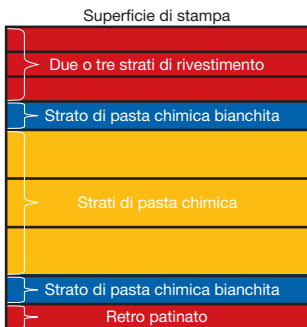 Superficie di stampa
Due o tre strati di rivestimento
Strato di pasta chimica bianchita
Strati di pasta chimica
Strato di pasta chimica bianchita
Retro patinato